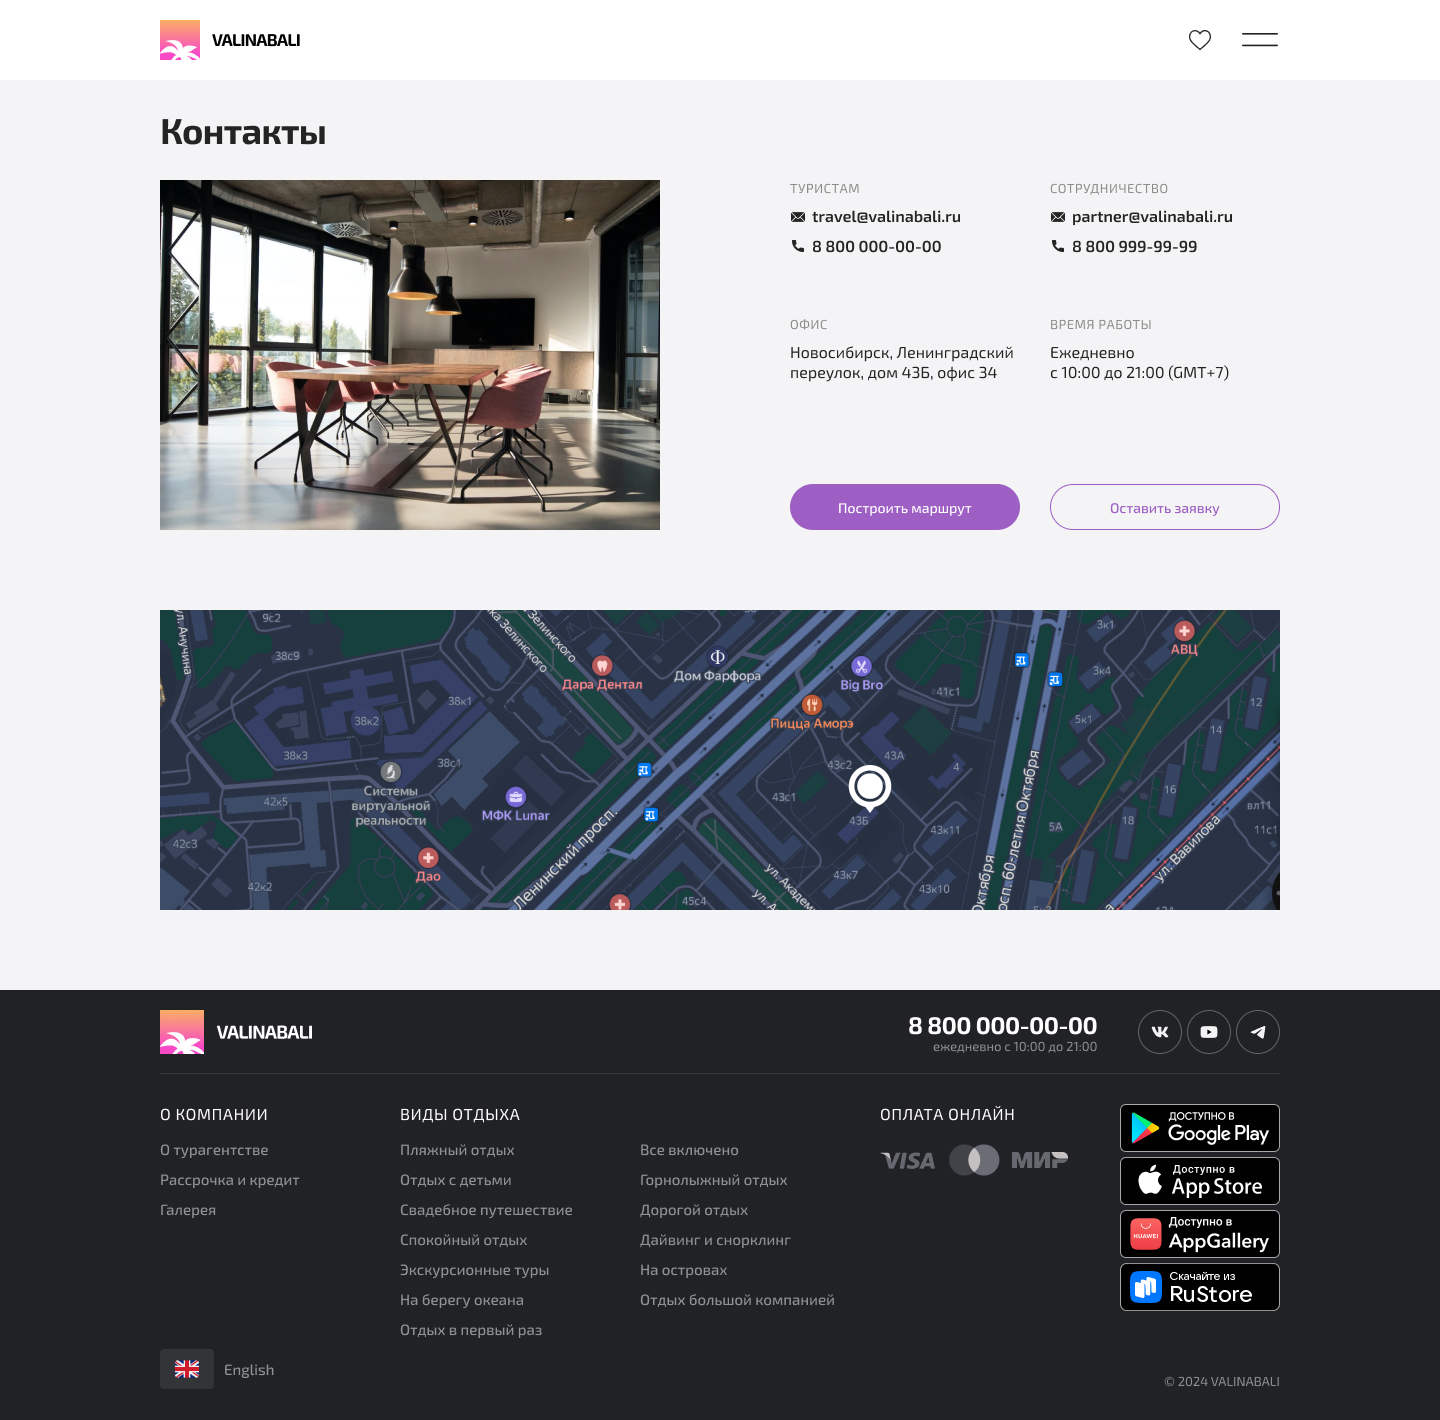 VALINABALI
Контакты
ТУРИСТАМ
travel@valinabali.ru
8 800 000-00-00
СОТРУДНИЧЕСТВО
partner@valinabali.ru
8 800 999-99-99
ОФИС
Новосибирск, Ленинградский
переулок, дом 43Б, офис 34
ВРЕМЯ РАБОТЫ
Ежедневно
с 10:00 до 21:00 (GMT+7)
Построить маршрут
Оставить заявку
ул. Анучина
9с2
38с9
38к1
38к2
38к3
38с1
42к5
42с3
42к2
Зелинского
Зелинского
Дара Дентал
Ф
Дом Фарфора
Big Bro
Пицца Аморэ
41с1
3к1
АВЦ
3к4
5к1
12
14
Системы
виртуальной
реальности
МФК Lunar
Дао
Ленинский просп.
43А
43с2
4
43с1
43Б
43к11
43к7
43к10
45с4
ул. Академ
ул. А
Октября
просп. 60-летия Октября
5А
16
18
вл11
11с1
ул. Вавилова
VALINABALI
8 800 000-00-00
ежедневно с 10:00 до 21:00
О КОМПАНИИ
О турагентстве
Рассрочка и кредит
Галерея
ВИДЫ ОТДЫХА
Пляжный отдых
Отдых с детьми
Свадебное путешествие
Спокойный отдых
Экскурсионные туры
На берегу океана
Отдых в первый раз
Все включено
Горнолыжный отдых
Дорогой отдых
Дайвинг и снорклинг
На островах
Отдых большой компанией
ОПЛАТА ОНЛАЙН
VISA
МИР
ДОСТУПНО В
Google Play
Доступно в
App Store
HUAWEI
Доступно в
AppGallery
Скачайте из
RuStore
English
© 2024 VALINABALI